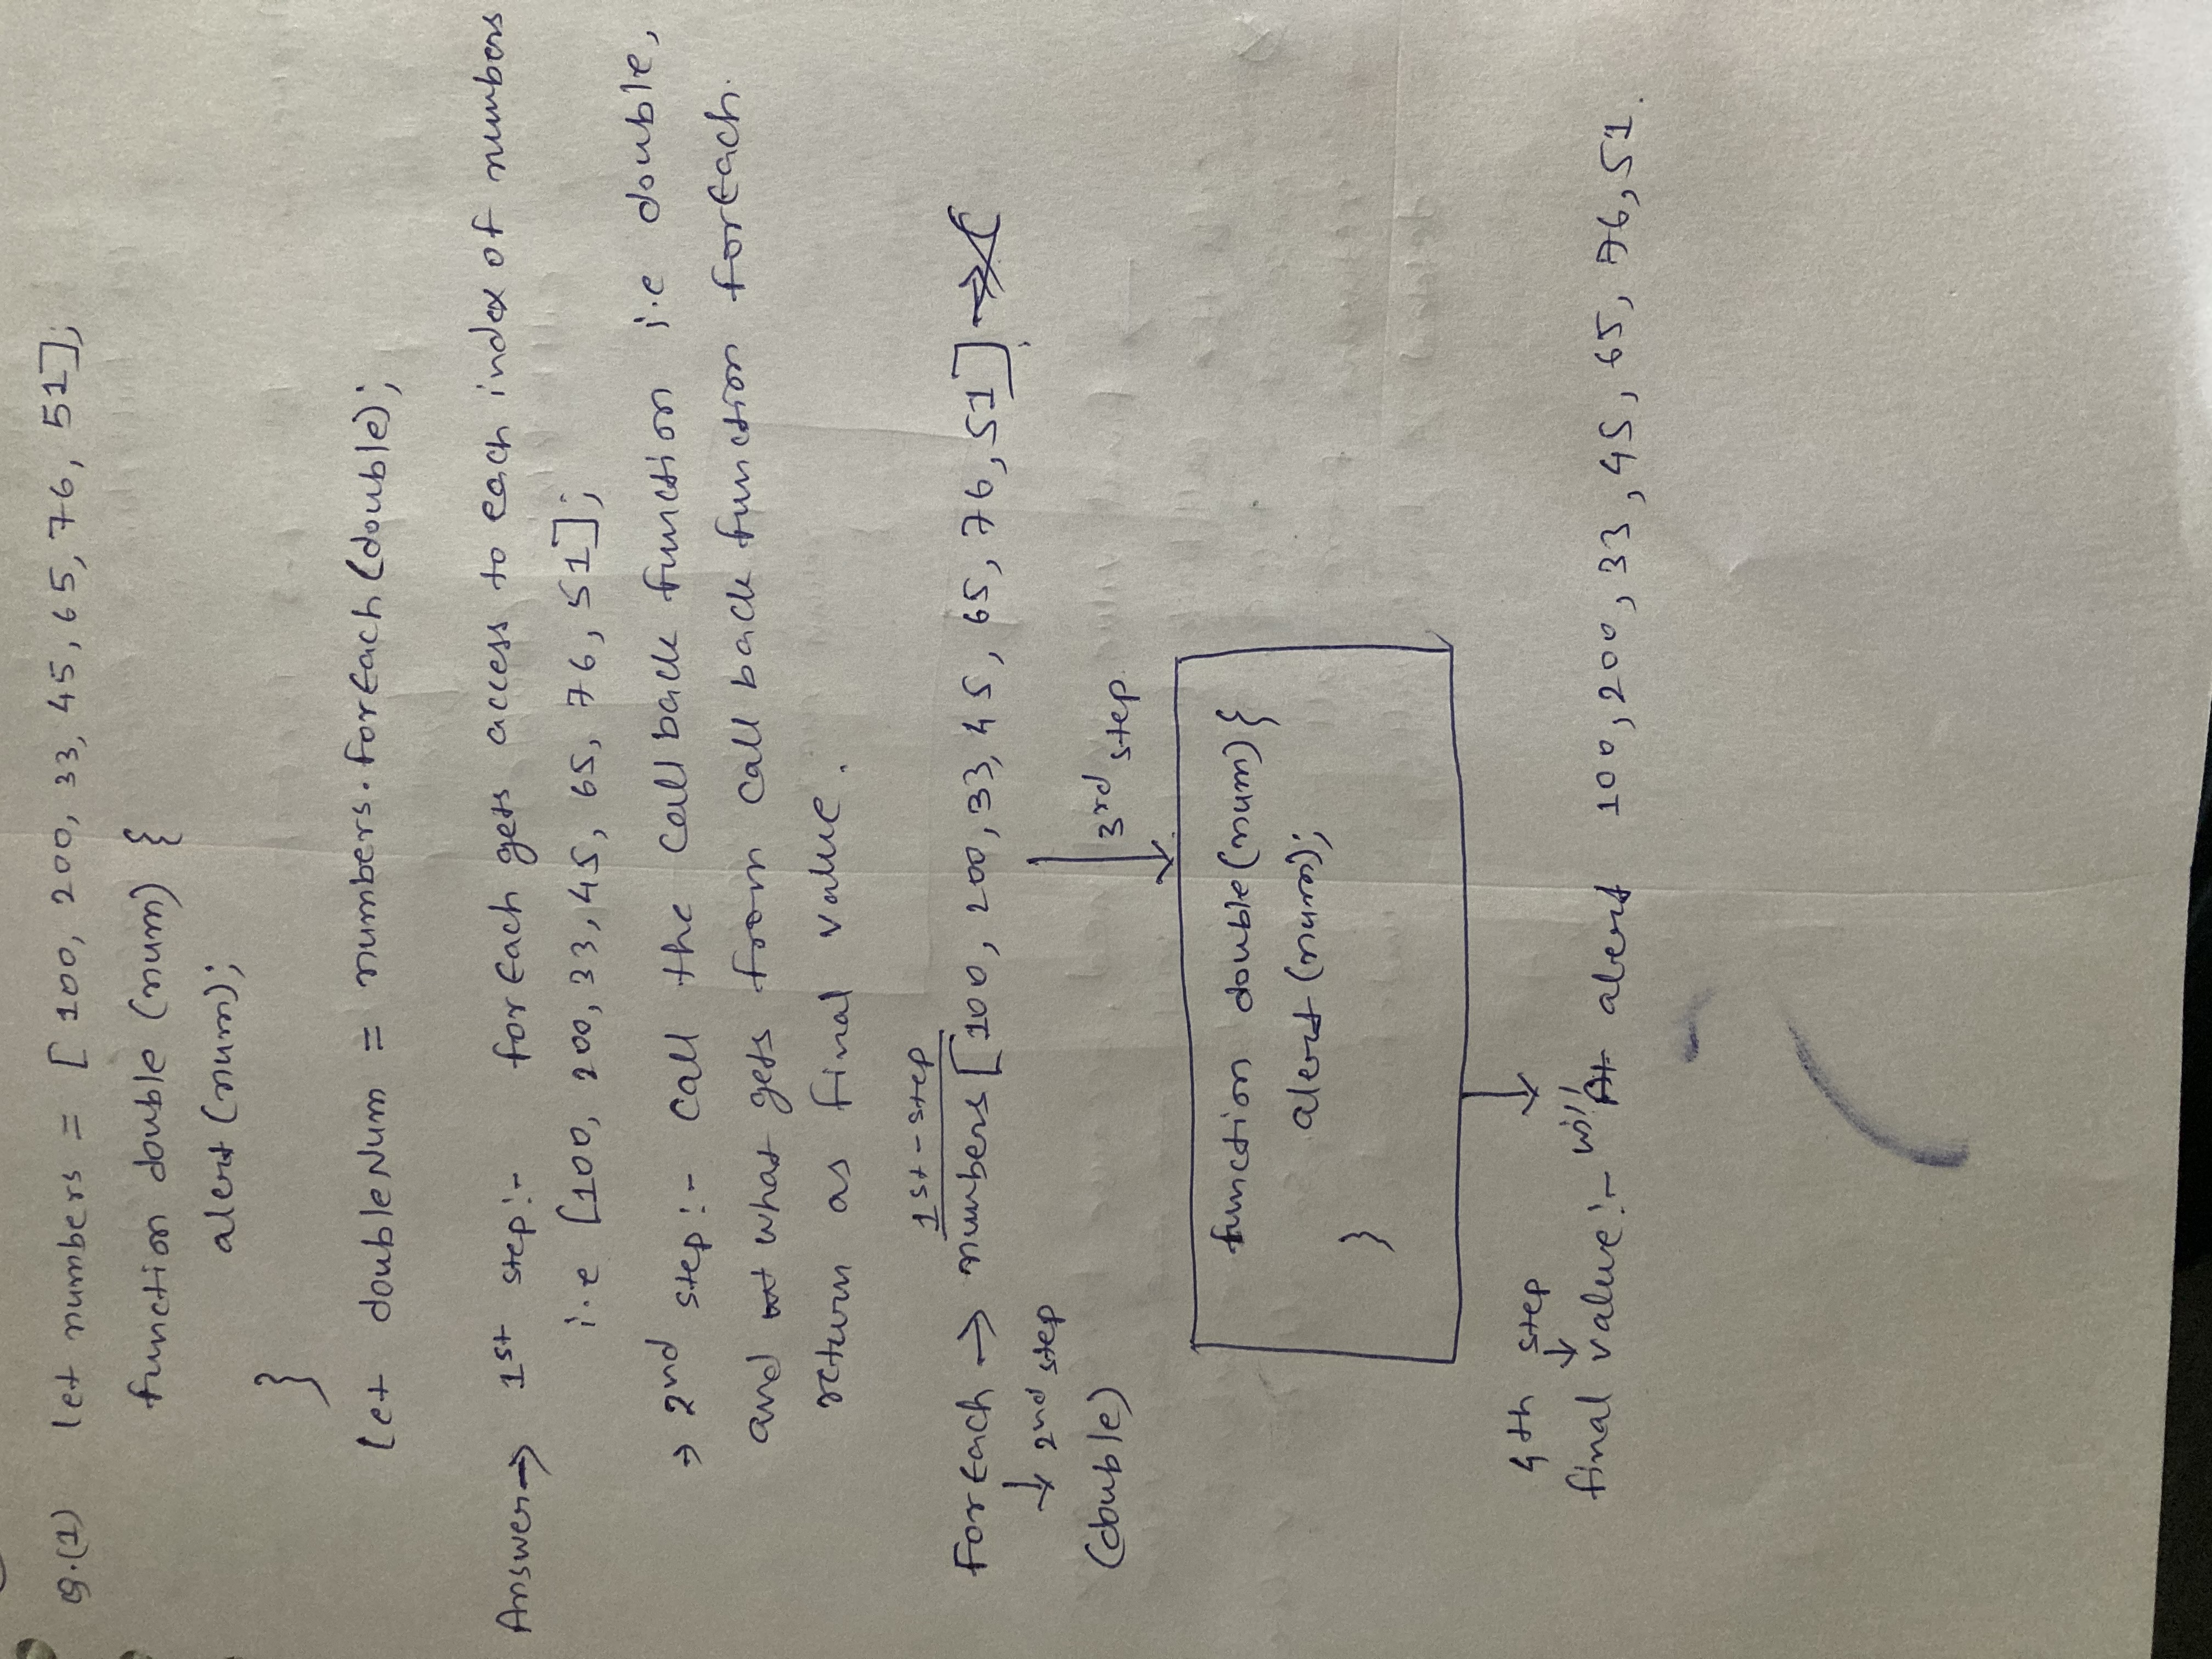 Q.(1) let numbers = [ 100, 200, 33, 45, 65, 76, 51];
function double (num) {
alert (num);
}
let doubleNum = numbers.forEach(double);
Answer→ 1st step:- forEach gets access to each index of numbers
i.e [100, 200, 33, 45, 65, 76, 51];
→ 2nd step:- Call the Call back function i.e double,
and what gets from call back function forEach.
return as final value.
1st-step
forEach → numbers [100, 200, 33, 45, 65, 76, 51]
↓ 2nd step
(double)
3rd step
function double(num) {
alert (num);
}
4th step
final value:- will alert 100, 200, 33, 45, 65, 76, 51.